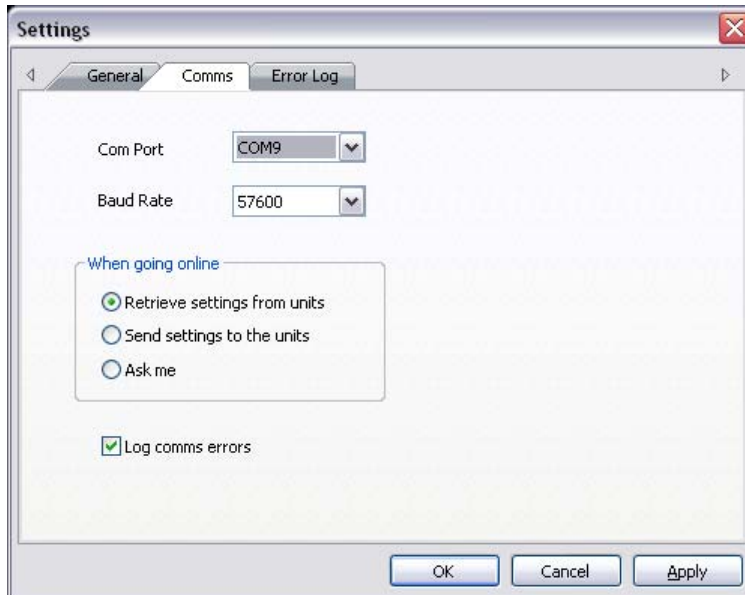 Settings
General Comms Error Log
Com Port COM9
Baud Rate 57600
When going online
Retrieve settings from units
Send settings to the units
Ask me
Log comms errors
OK Cancel Apply